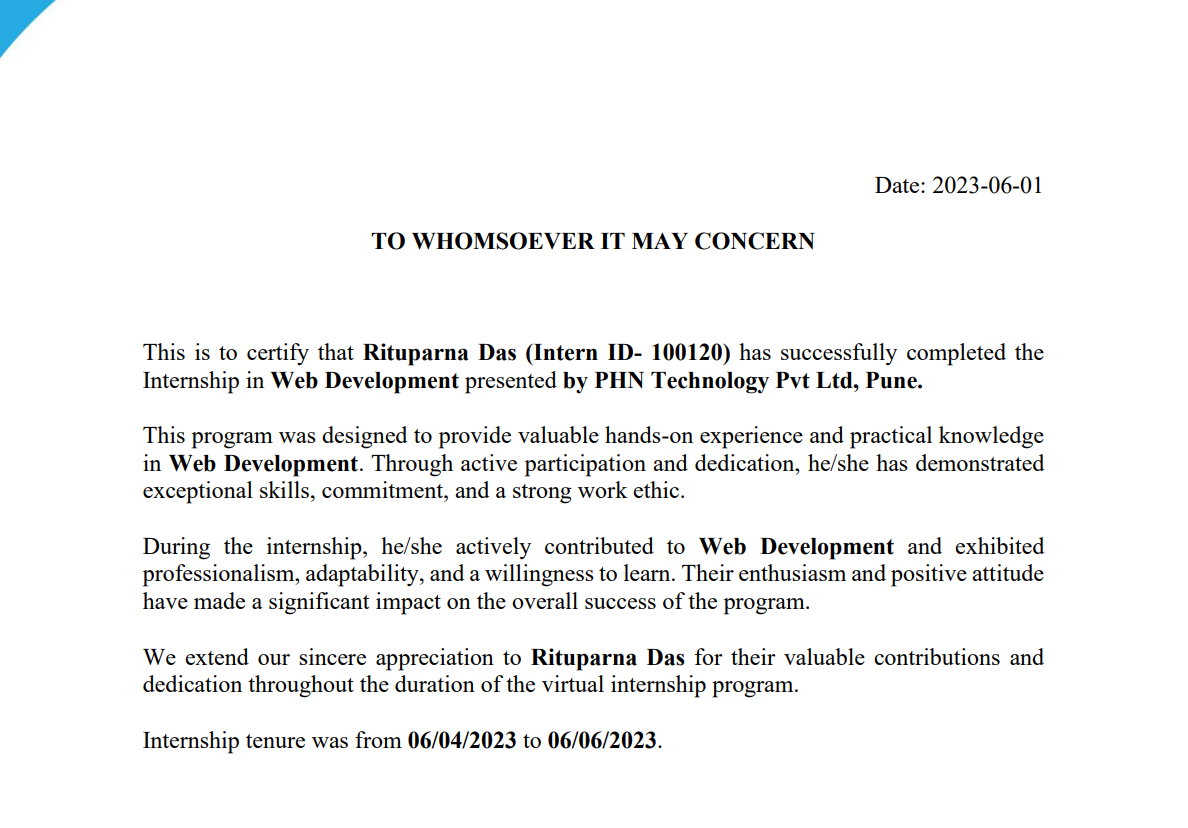 Date: 2023-06-01
TO WHOMSOEVER IT MAY CONCERN
This is to certify that Rituparna Das (Intern ID- 100120) has successfully completed the
Internship in Web Development presented by PHN Technology Pvt Ltd, Pune.
This program was designed to provide valuable hands-on experience and practical knowledge
in Web Development. Through active participation and dedication, he/she has demonstrated
exceptional skills, commitment, and a strong work ethic.
During the internship, he/she actively contributed to Web Development and exhibited
professionalism, adaptability, and a willingness to learn. Their enthusiasm and positive attitude
have made a significant impact on the overall success of the program.
We extend our sincere appreciation to Rituparna Das for their valuable contributions and
dedication throughout the duration of the virtual internship program.
Internship tenure was from 06/04/2023 to 06/06/2023.